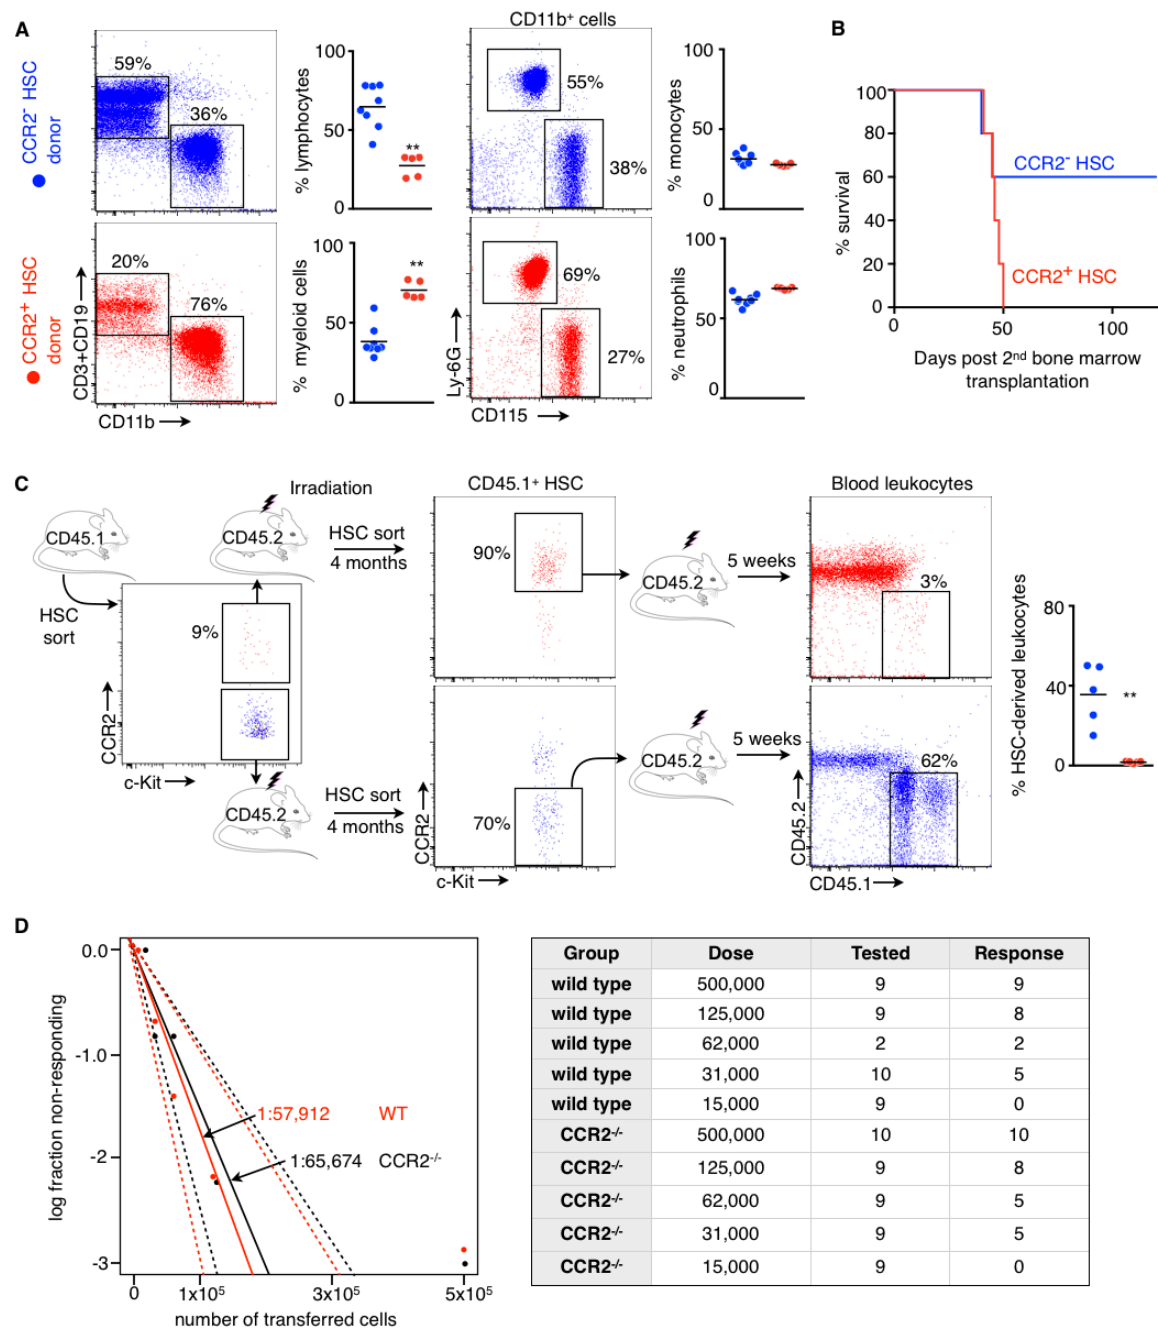 A
CCR2- HSC
donor
59%
36%
% lymphocytes
100
50
0
**
CD11b+ cells
55%
38%
% monocytes
100
50
0
CCR2+ HSC
donor
CD3+CD19
20%
76%
CD11b
% myeloid cells
100
50
0
**
Ly-6G
69%
27%
CD115
% neutrophils
100
50
0
B
% survival
100
80
60
40
20
0
CCR2- HSC
CCR2+ HSC
0
50
100
Days post 2nd bone marrow
transplantation
C
CD45.1
HSC
sort
Irradiation
CD45.2
HSC sort
4 months
9%
CCR2
c-Kit
CD45.2
HSC sort
4 months
CD45.1+ HSC
90%
CD45.2
5 weeks
70%
CCR2
c-Kit
CD45.2
5 weeks
Blood leukocytes
3%
62%
CD45.2
CD45.1
% HSC-derived leukocytes
80
40
0
**
D
log fraction non-responding
0.0
-1.0
-2
-3
1:57,912 WT
1:65,674 CCR2-/-
0
1x10⁵
3x10⁵
5x10⁵
number of transferred cells
Group Dose Tested Response
wild type 500,000 9 9
wild type 125,000 9 8
wild type 62,000 2 2
wild type 31,000 10 5
wild type 15,000 9 0
CCR2-/- 500,000 10 10
CCR2-/- 125,000 9 8
CCR2-/- 62,000 9 5
CCR2-/- 31,000 9 5
CCR2-/- 15,000 9 0